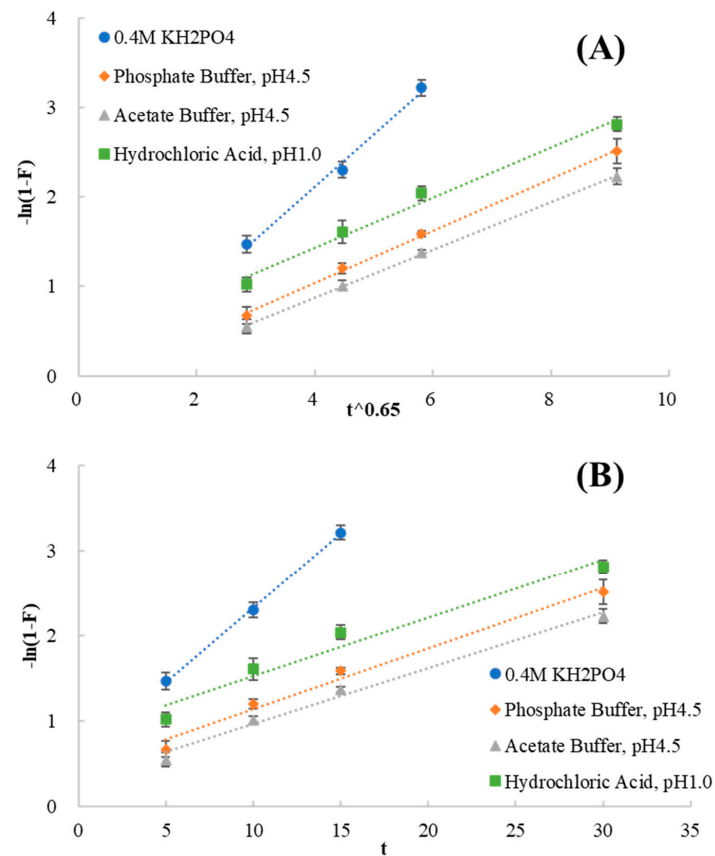 (A)
0.4M KH2PO4
Phosphate Buffer, pH4.5
Acetate Buffer, pH4.5
Hydrochloric Acid, pH1.0
-ln(1-F)
4
3
2
1
0
0 2 4 6 8 10
t^0.65
(B)
-ln(1-F)
4
3
2
1
0
0.4M KH2PO4
Phosphate Buffer, pH4.5
Acetate Buffer, pH4.5
Hydrochloric Acid, pH1.0
0 5 10 15 20 25 30 35
t